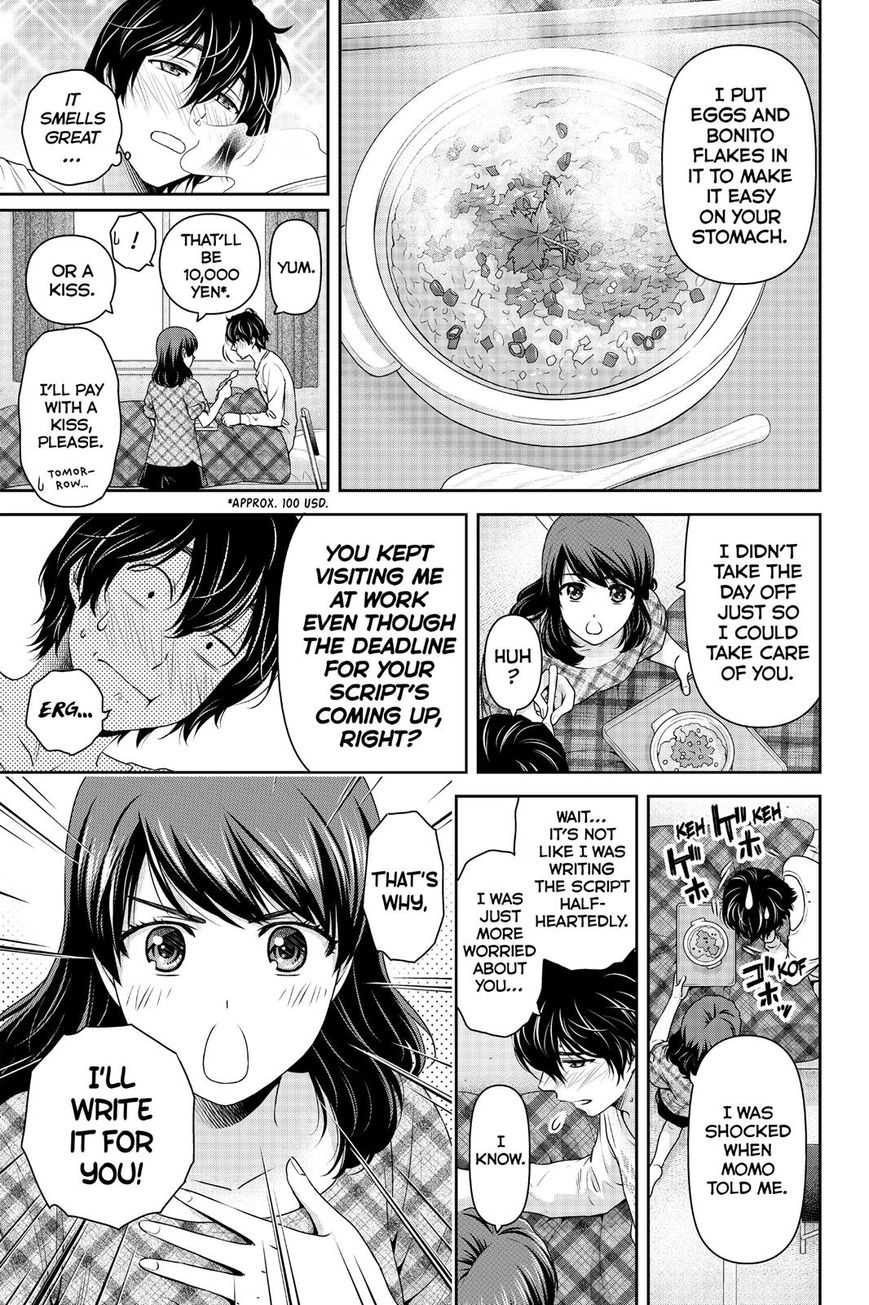 I PUT
EGGS AND
BONITO
FLAKES IN
IT TO MAKE
IT EASY
ON YOUR
STOMACH.
IT
SMELLS
GREAT
...
YUM.
THAT'LL
BE
10,000
YEN*.
!
OR A
KISS.
I'LL PAY
WITH A
KISS,
PLEASE.
TOMOR-
ROW...
*APPROX. 100 USD.
I DIDN'T
TAKE THE
DAY OFF
JUST SO
I COULD
TAKE CARE
OF YOU.
HUH
?
YOU KEPT
VISITING ME
AT WORK
EVEN THOUGH
THE DEADLINE
FOR YOUR
SCRIPT'S
COMING UP,
RIGHT?
ERG...
KEH
KEH
ゲホ
ゲホ
KOF
ゴホッ
I WAS
SHOCKED
WHEN
MOMO
TOLD ME.
WAIT...
IT'S NOT
LIKE I WAS
WRITING
THE SCRIPT
HALF-
HEARTEDLY.
I WAS
JUST
MORE
WORRIED
ABOUT
YOU...
I
KNOW.
THAT'S
WHY,
I'LL
WRITE
IT FOR
YOU!